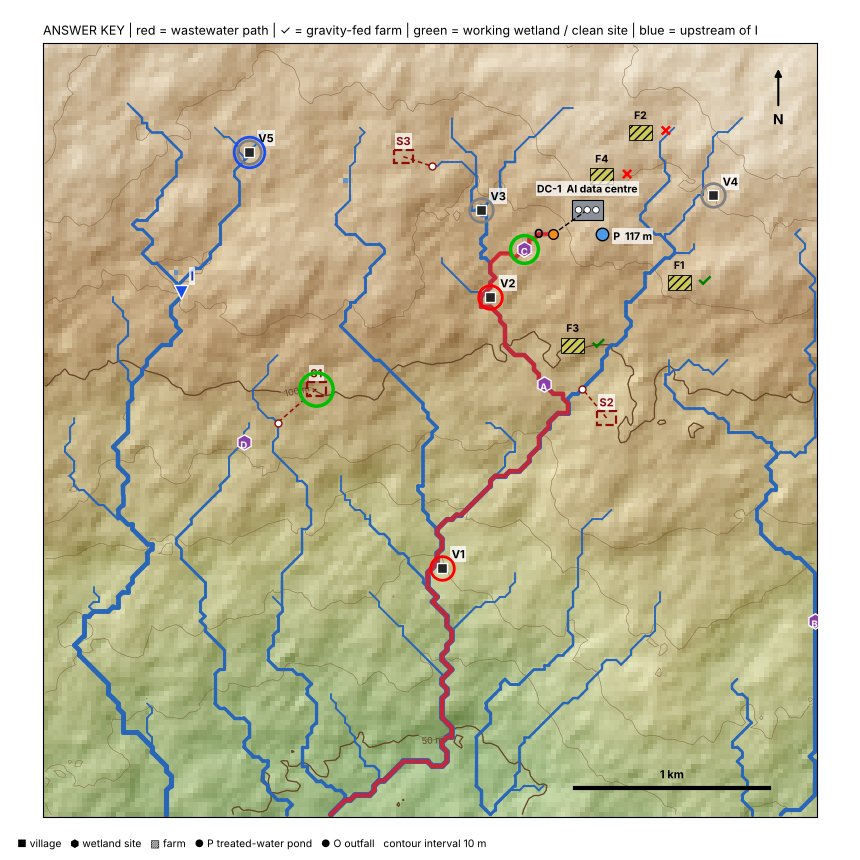 ANSWER KEY | red = wastewater path | ✓ = gravity-fed farm | green = working wetland / clean site | blue = upstream of I
N
F2
V5
S3
F4
DC-1 AI data centre
V4
V3
O
P 117 m
C
I
F1
V2
F3
S1
100
A
S2
D
V1
B
50 m
1 km
village
wetland site
farm
P treated-water pond
O outfall
contour interval 10 m